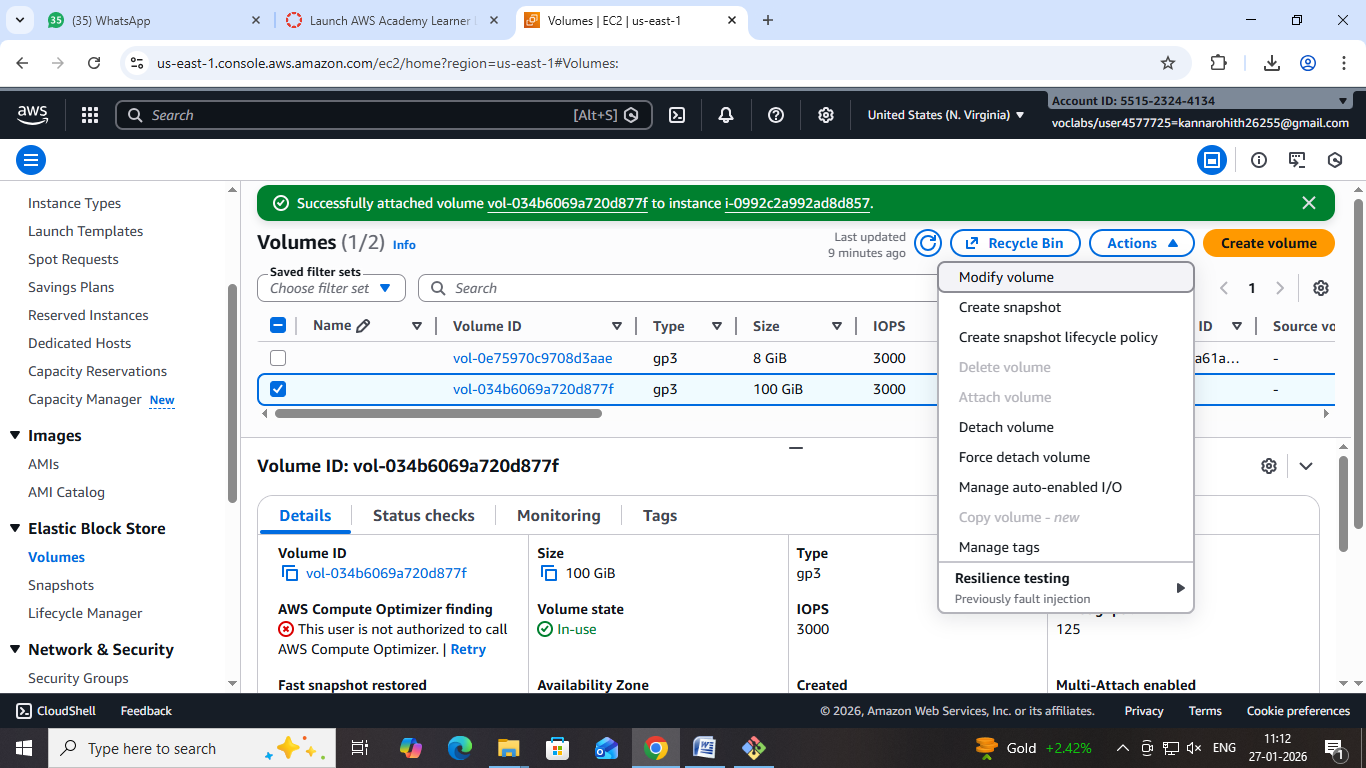 35
(35) WhatsApp
Launch AWS Academy Learner L
Volumes | EC2 | us-east-1
us-east-1.console.aws.amazon.com/ec2/home?region=us-east-1#Volumes:
aws
Search
[Alt+S]
United States (N. Virginia)
Account ID: 5515-2324-4134
voclabs/user4577725=kannarohith26255@gmail.com
Instance Types
Launch Templates
Spot Requests
Savings Plans
Reserved Instances
Dedicated Hosts
Capacity Reservations
Capacity Manager New
Images
AMIs
AMI Catalog
Elastic Block Store
Volumes
Snapshots
Lifecycle Manager
Network & Security
Security Groups
Successfully attached volume vol-034b6069a720d877f to instance i-0992c2a992ad8d857.
Volumes (1/2) Info
Last updated
9 minutes ago
Recycle Bin
Actions
Create volume
Saved filter sets
Choose filter set
Search
1
Name
Volume ID
Type
Size
IOPS
ID
Source vo
vol-0e75970c9708d3aae gp3 8 GiB 3000 a61a... -
vol-034b6069a720d877f gp3 100 GiB 3000 -
Modify volume
Create snapshot
Create snapshot lifecycle policy
Delete volume
Attach volume
Detach volume
Force detach volume
Manage auto-enabled I/O
Copy volume - new
Manage tags
Resilience testing
Previously fault injection
Volume ID: vol-034b6069a720d877f
Details
Status checks
Monitoring
Tags
Volume ID
vol-034b6069a720d877f
Size
100 GiB
Type
gp3
AWS Compute Optimizer finding
This user is not authorized to call
AWS Compute Optimizer. | Retry
Volume state
In-use
IOPS
3000
125
Fast snapshot restored
Availability Zone
Created
Multi-Attach enabled
CloudShell
Feedback
© 2026, Amazon Web Services, Inc. or its affiliates.
Privacy
Terms
Cookie preferences
Type here to search
Gold +2.42%
ENG
11:12
27-01-2026
1